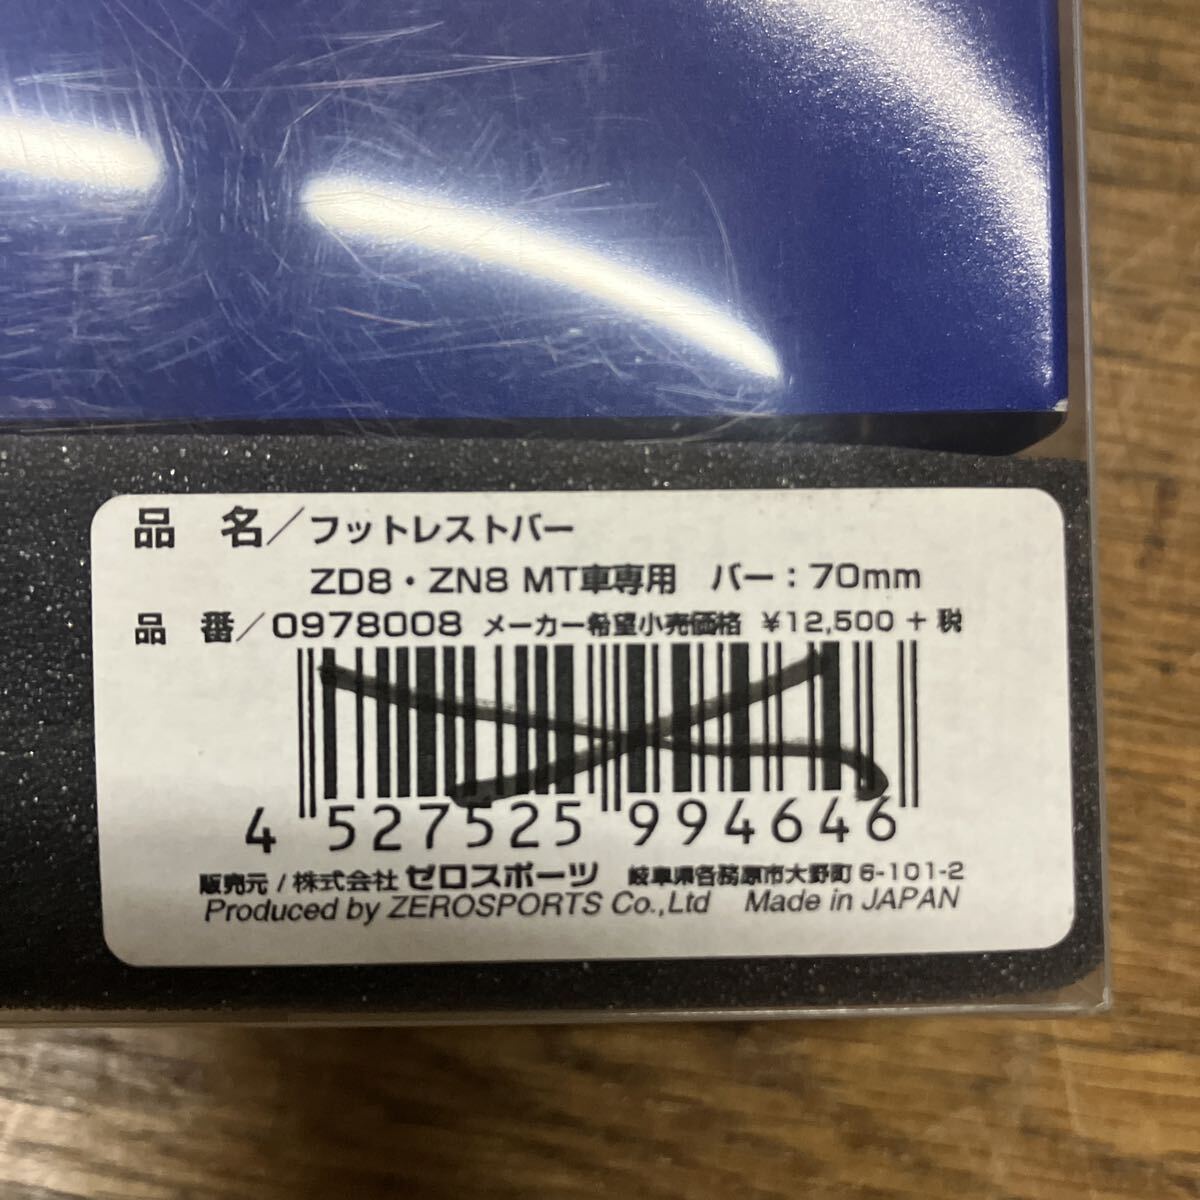 品　名／フットレストバー
ZD8・ZN8 MT車専用　バー：70mm
品　番／0978008 メーカー希望小売価格 ¥12,500 + 税
4 527525 994646
販売元 / 株式会社 ゼロスポーツ　岐阜県各務原市大野町 6-101-2
Produced by ZEROSPORTS Co.,Ltd　Made in JAPAN